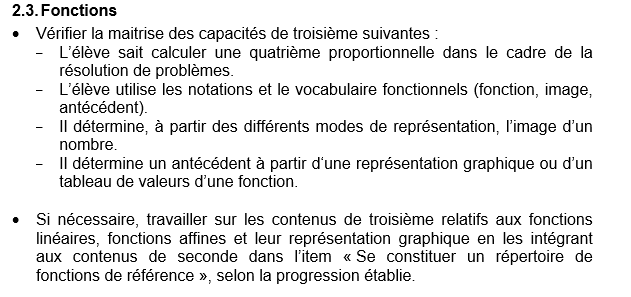 2.3. Fonctions
• Vérifier la maitrise des capacités de troisième suivantes :
– L'élève sait calculer une quatrième proportionnelle dans le cadre de la
résolution de problèmes.
– L'élève utilise les notations et le vocabulaire fonctionnels (fonction, image,
antécédent).
– Il détermine, à partir des différents modes de représentation, l'image d'un
nombre.
– Il détermine un antécédent à partir d'une représentation graphique ou d'un
tableau de valeurs d'une fonction.
• Si nécessaire, travailler sur les contenus de troisième relatifs aux fonctions
linéaires, fonctions affines et leur représentation graphique en les intégrant
aux contenus de seconde dans l'item « Se constituer un répertoire de
fonctions de référence », selon la progression établie.